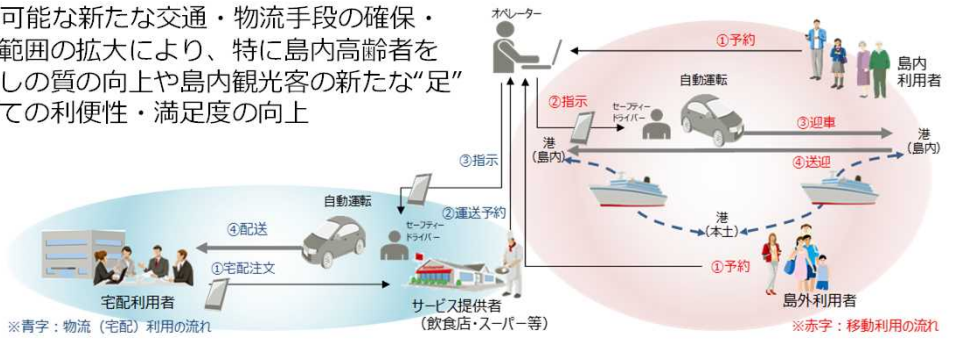 可能な新たな交通・物流手段の確保・
範囲の拡大により、特に島内高齢者を
しの質の向上や島内観光客の新たな“足”
ての利便性・満足度の向上
オペレーター
①予約
島内
利用者
②指示
セーフティー
ドライバー
自動運転
③迎車
港
(島内)
港
(島内)
④送迎
③指示
港
(本土)
自動運転
②運送予約
④配送
セーフティー
ドライバー
①宅配注文
①予約
宅配利用者
サービス提供者
(飲食店・スーパー等)
島外利用者
※青字：物流（宅配）利用の流れ
※赤字：移動利用の流れ